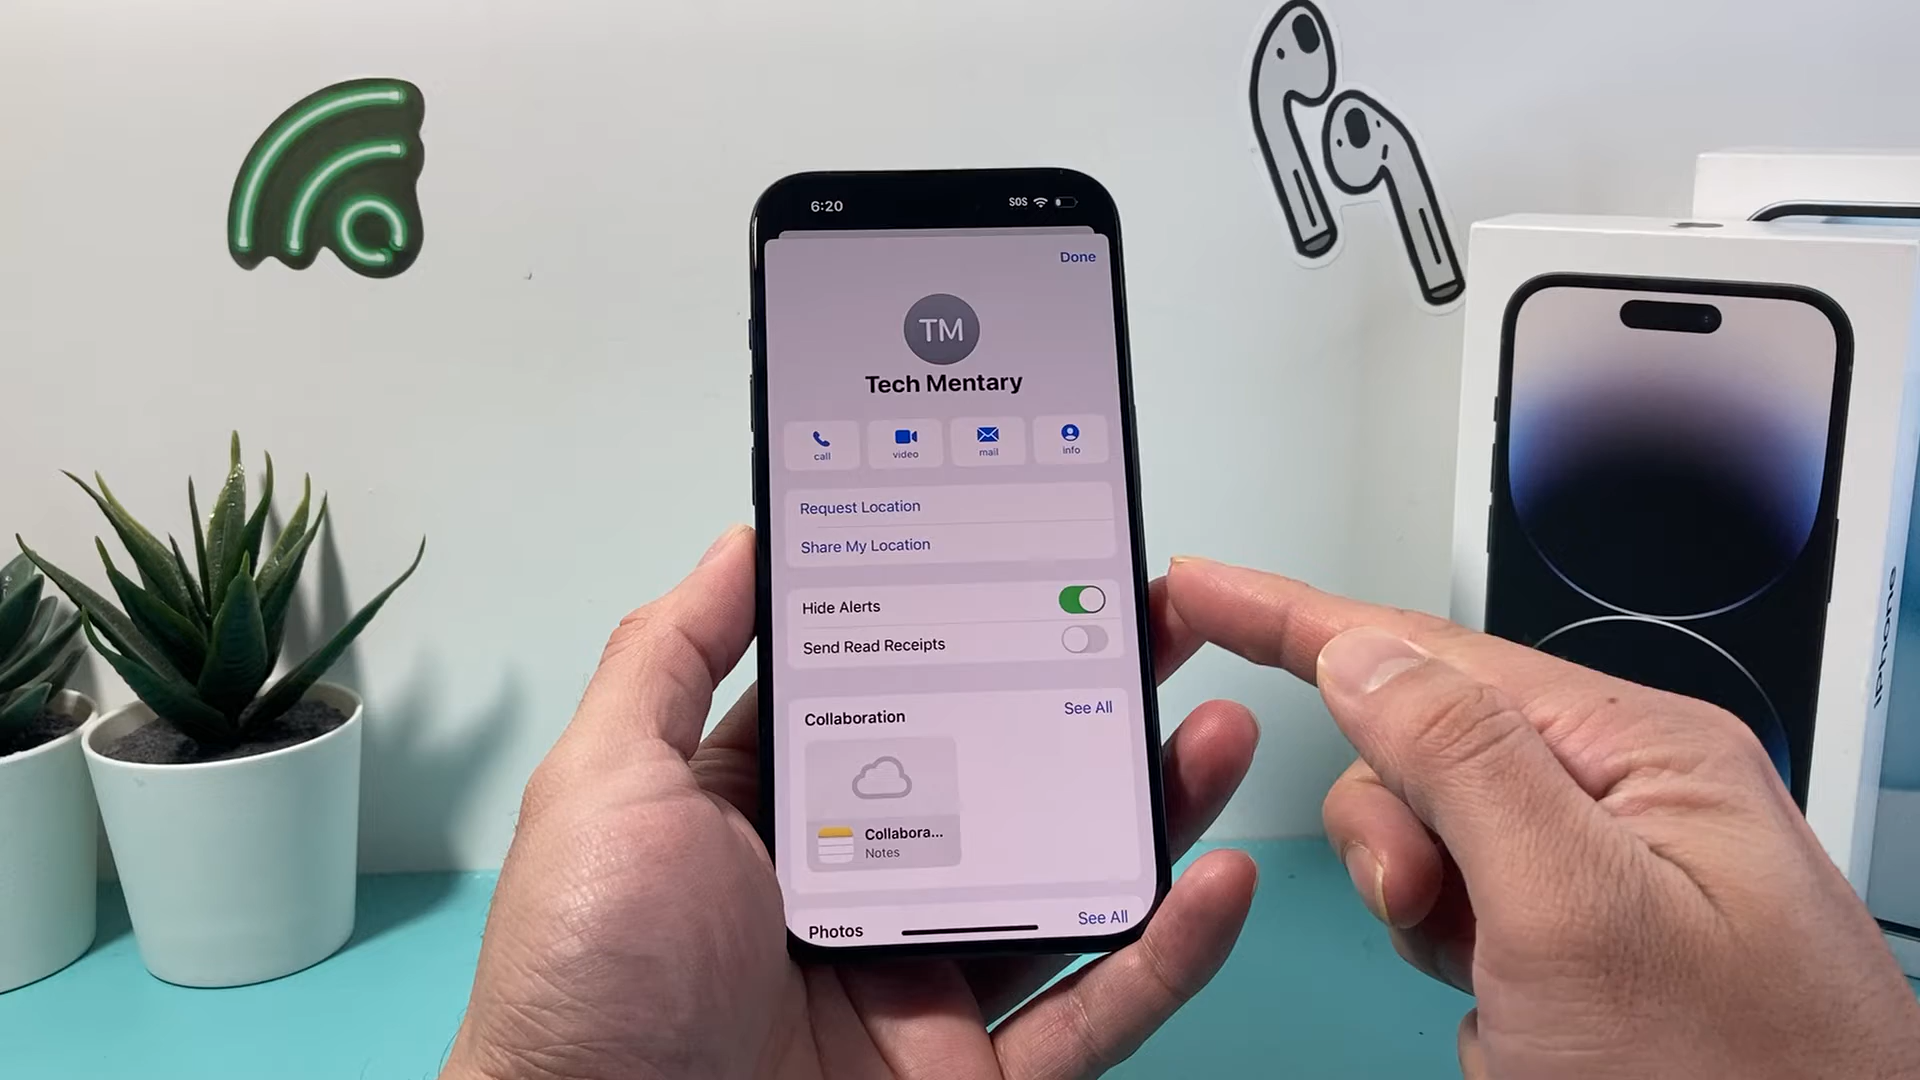 6:20
SOS
Done
TM
Tech Mentary
call
video
mail
info
Request Location
Share My Location
Hide Alerts
Send Read Receipts
Collaboration
See All
Collabora...
Notes
Photos
See All
iPhone